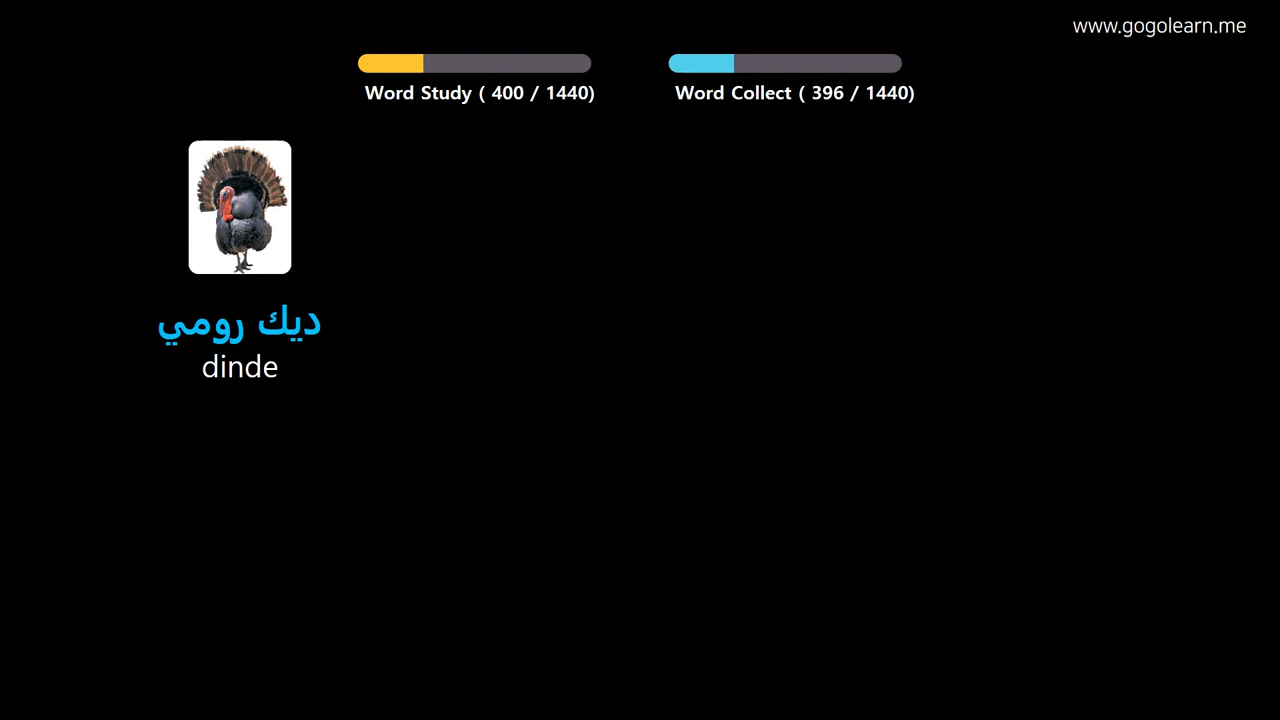 www.gogolearn.me
Word Study ( 400 / 1440)
Word Collect ( 396 / 1440)
ديك رومي
dinde